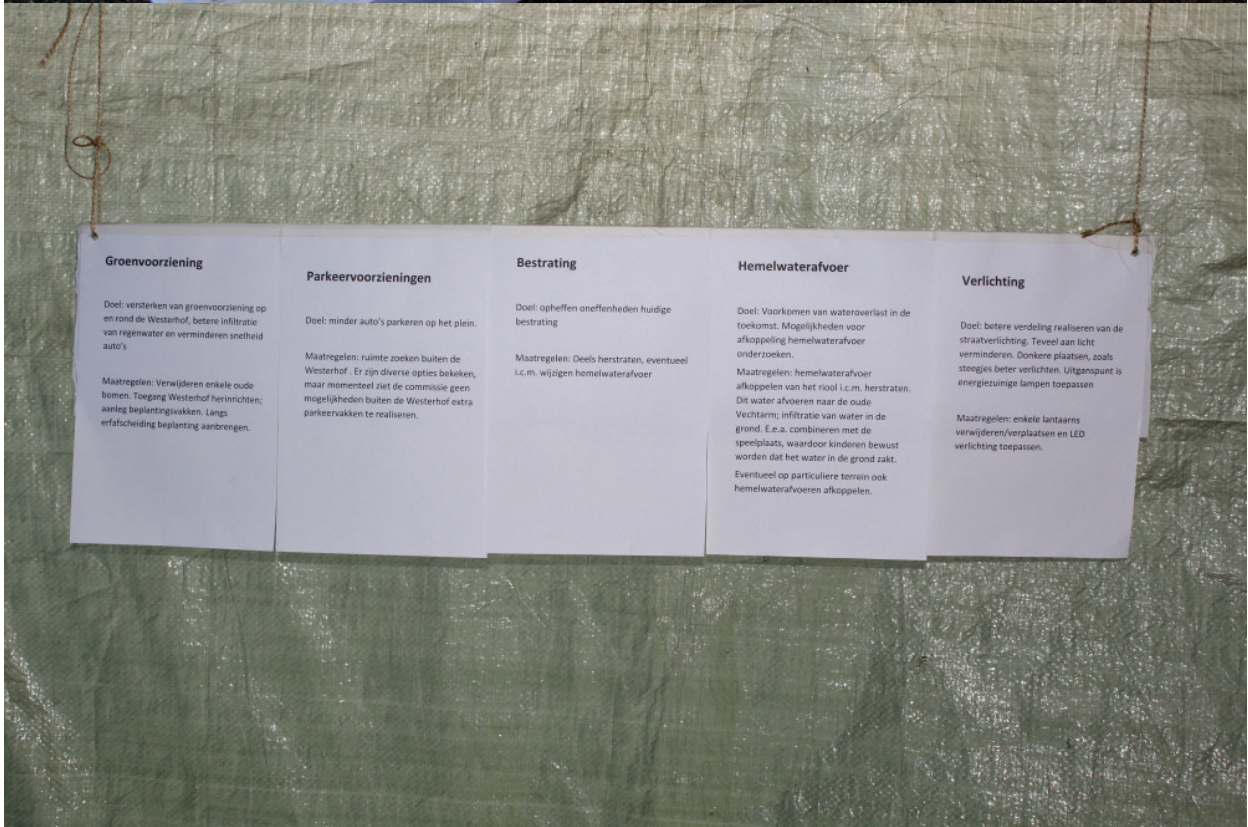 Groenvoorziening
Doel: versterken van groenvoorziening op
en rond de Westerhof, betere infiltratie
van regenwater en verminderen snelheid
auto's
Maatregelen: Verwijderen enkele oude
bomen. Toegang Westerhof herinrichten;
aanleg beplantingsvakken. Langs
erfafscheiding beplanting aanbrengen.
Parkeervoorzieningen
Doel: minder auto's parkeren op het plein.
Maatregelen: ruimte zoeken buiten de
Westerhof . Er zijn diverse opties bekeken,
maar momenteel ziet de commissie geen
mogelijkheden buiten de Westerhof extra
parkeervakken te realiseren.
Bestrating
Doel: opheffen oneffenheden huidige
bestrating
Maatregelen: Deels herstraten, eventueel
i.c.m. wijzigen hemelwaterafvoer
Hemelwaterafvoer
Doel: Voorkomen van wateroverlast in de
toekomst. Mogelijkheden voor
afkoppeling hemelwaterafvoer
onderzoeken.
Maatregelen: hemelwaterafvoer
afkoppelen van het riool i.c.m. herstraten.
Dit water afvoeren naar de oude
Vechtarm; infiltratie van water in de
grond. E.e.a. combineren met de
speelplaats, waardoor kinderen bewust
worden dat het water in de grond zakt.
Eventueel op particuliere terrein ook
hemelwaterafvoeren afkoppelen.
Verlichting
Doel: betere verdeling realiseren van de
straatverlichting. Teveel aan licht
verminderen. Donkere plaatsen, zoals
steegjes beter verlichten. Uitgangspunt is
energiezuinige lampen toepassen
Maatregelen: enkele lantaarns
verwijderen/verplaatsen en LED
verlichting toepassen.